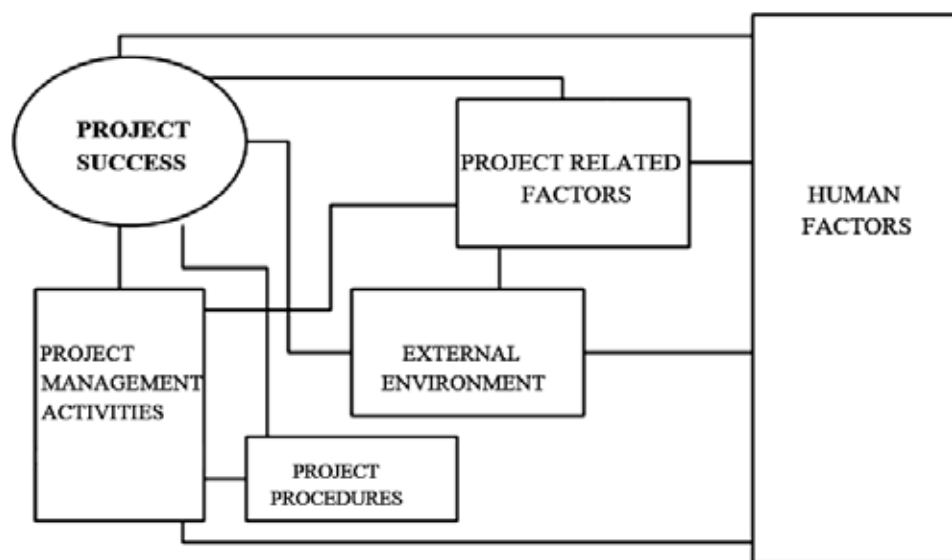 PROJECT
SUCCESS
PROJECT RELATED
FACTORS
HUMAN
FACTORS
PROJECT
MANAGEMENT
ACTIVITIES
EXTERNAL
ENVIRONMENT
PROJECT
PROCEDURES